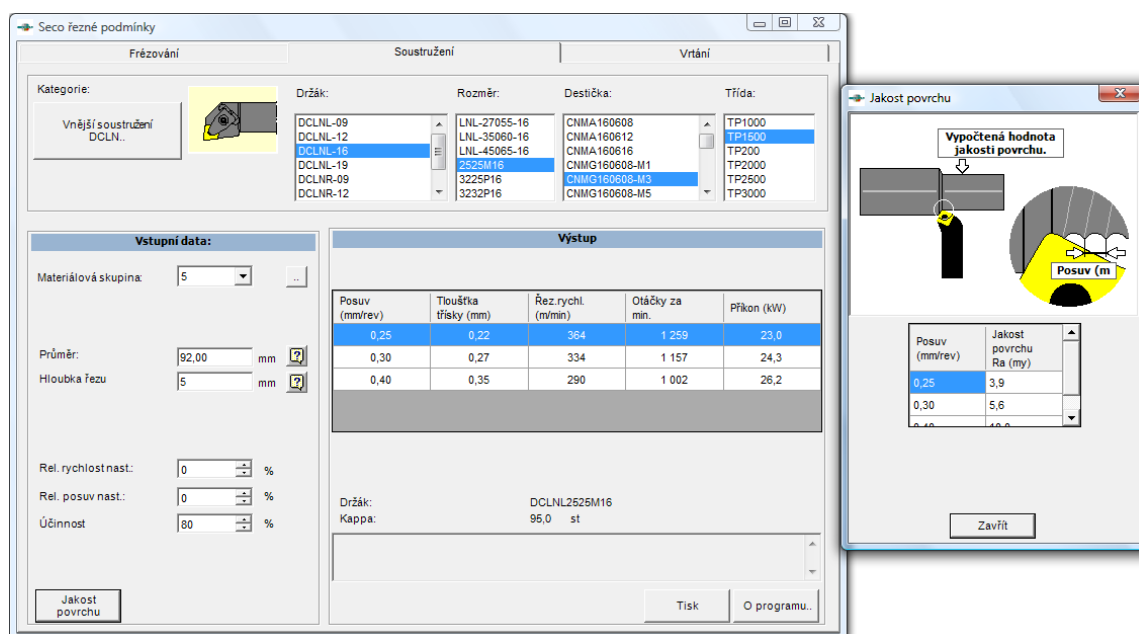 Seco řezné podmínky
Frézování
Soustružení
Vrtání
Kategorie:
Vnější soustružení
DCLN..
Držák:
DCLNL-09
DCLNL-12
DCLNL-16
DCLNL-19
DCLNR-09
DCLNR-12
Rozměr:
LNL-27055-16
LNL-35060-16
LNL-45065-16
2525M16
3225P16
3232P16
Destička:
CNMA160608
CNMA160612
CNMA160616
CNMG160608-M1
CNMG160608-M3
CNMG160608-M5
Třída:
TP1000
TP1500
TP200
TP2000
TP2500
TP3000
Vstupní data:
Materiálová skupina: 5 ..
Průměr: 92,00 mm
Hloubka řezu 5 mm
Rel. rychlost nast.: 0 %
Rel. posuv nast.: 0 %
Účinnost 80 %
Jakost
povrchu
Výstup
Posuv (mm/rev) Tloušťka třísky (mm) Řez.rychl. (m/min) Otáčky za min. Příkon (kW)
0,25 0,22 364 1 259 23,0
0,30 0,27 334 1 157 24,3
0,40 0,35 290 1 002 26,2
Držák: DCLNL2525M16
Kappa: 95,0 st
Tisk
O programu..
Jakost povrchu
Vypočtená hodnota
jakosti povrchu.
Posuv (m
Posuv (mm/rev) Jakost povrchu Ra (my)
0,25 3,9
0,30 5,6
Zavřít